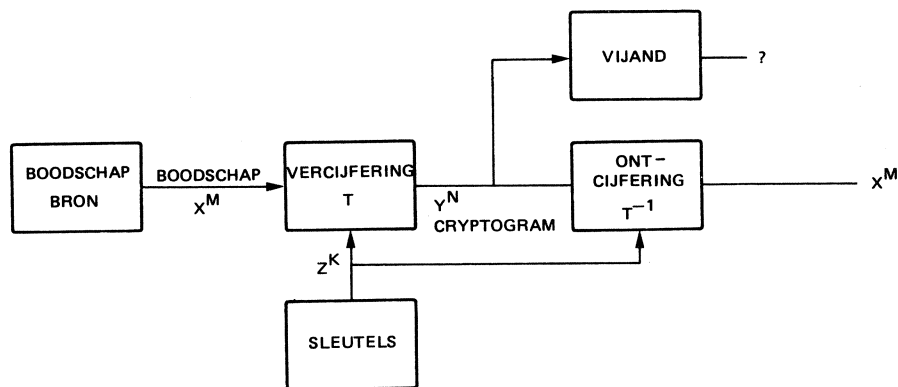 VIJAND
?
BOODSCHAP
BRON
BOODSCHAP
X^M
VERCIJFERING
T
Y^N
CRYPTOGRAM
ONT-
CIJFERING
T^-1
X^M
Z^K
SLEUTELS